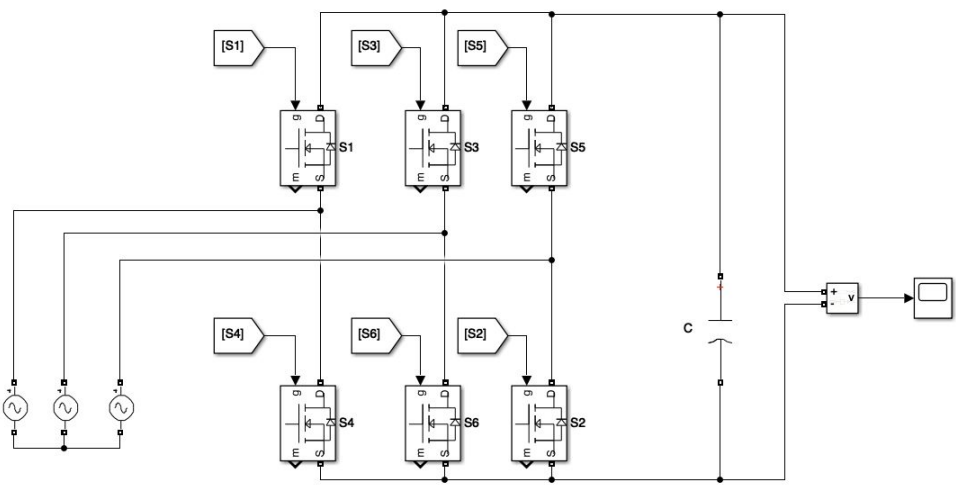 [S1]
[S3]
[S5]
g D
m S
S1
g D
m S
S3
g D
m S
S5
[S4]
[S6]
[S2]
+
-
v
C
+
+
+
+
g D
m S
S4
g D
m S
S6
g D
m S
S2